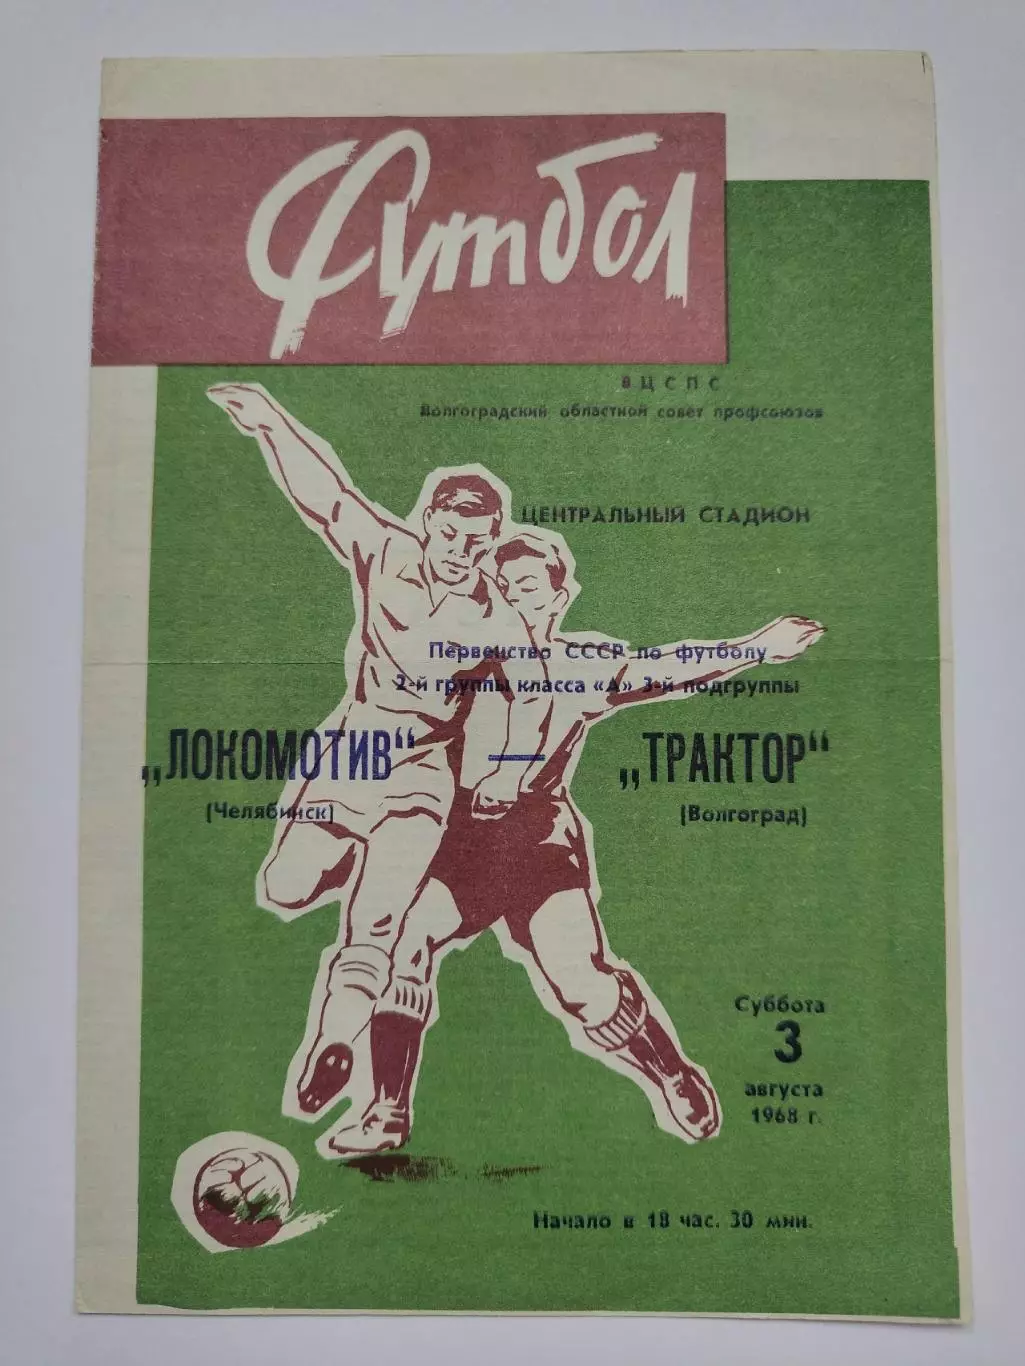 Футбол
ВЦСПС
Волгоградский областной совет профсоюзов
ЦЕНТРАЛЬНЫЙ СТАДИОН
Первенство СССР по футболу
2-й группы класса «А» 3-й подгруппы
„ЛОКОМОТИВ“ — „ТРАКТОР“
(Челябинск) (Волгоград)
Суббота
3
августа
1968 г.
Начало в 18 час. 30 мин.